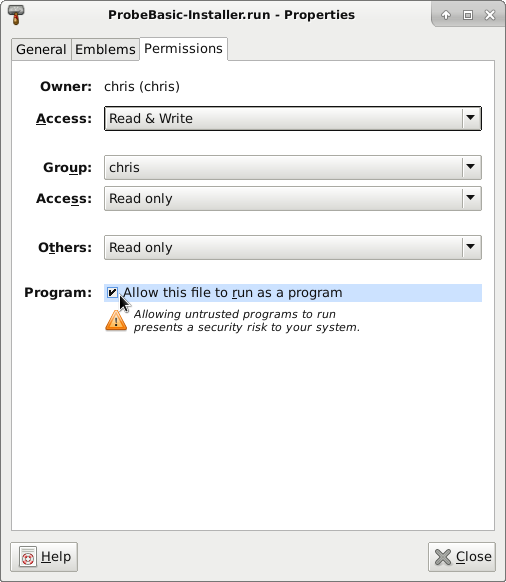 ProbeBasic-Installer.run - Properties
General Emblems Permissions
Owner: chris (chris)
Access: Read & Write
Group: chris
Access: Read only
Others: Read only
Program: Allow this file to run as a program
Allowing untrusted programs to run
presents a security risk to your system.
Help Close